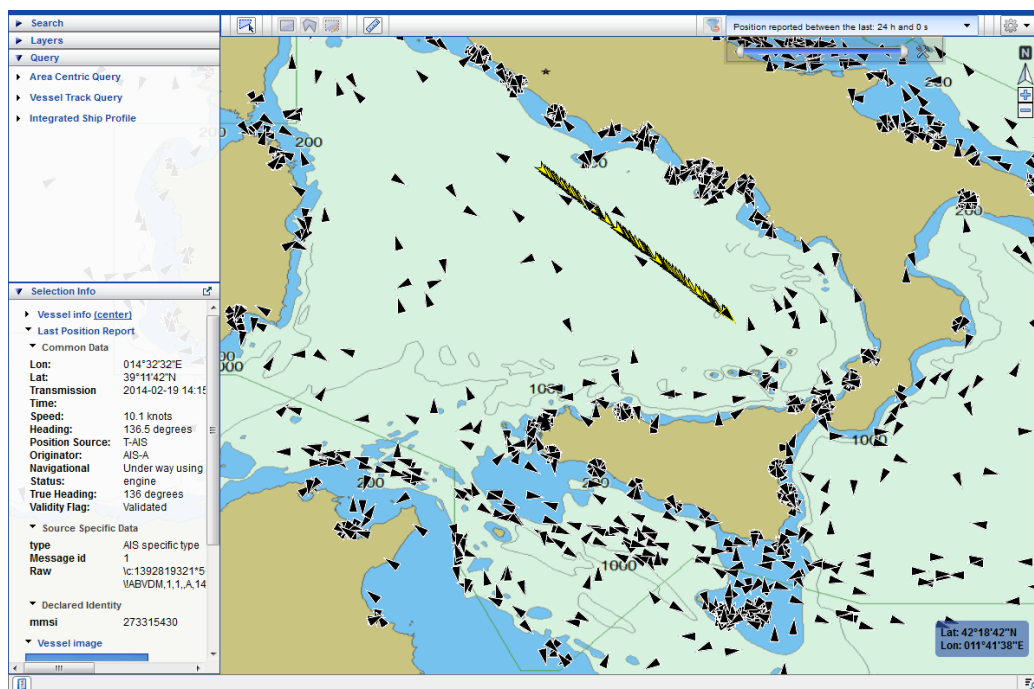 Search
Layers
Query
Area Centric Query
Vessel Track Query
Integrated Ship Profile
Position reported between the last: 24 h and 0 s
N
Selection Info
Vessel info (center)
Last Position Report
Common Data
Lon: 014°32'32"E
Lat: 39°11'42"N
Transmission 2014-02-19 14:15
Time:
Speed: 10.1 knots
Heading: 136.5 degrees
Position Source: T-AIS
Originator: AIS-A
Navigational Under way using
Status: engine
True Heading: 136 degrees
Validity Flag: Validated
Source Specific Data
type AIS specific type
Message id 1
Raw \c:1392819321*5
\!ABVDM,1,1,,A,14
Declared Identity
mmsi 273315430
Vessel image
200
200
200
200
1000
1000
200
1000
Lat: 42°18'42"N
Lon: 011°41'38"E